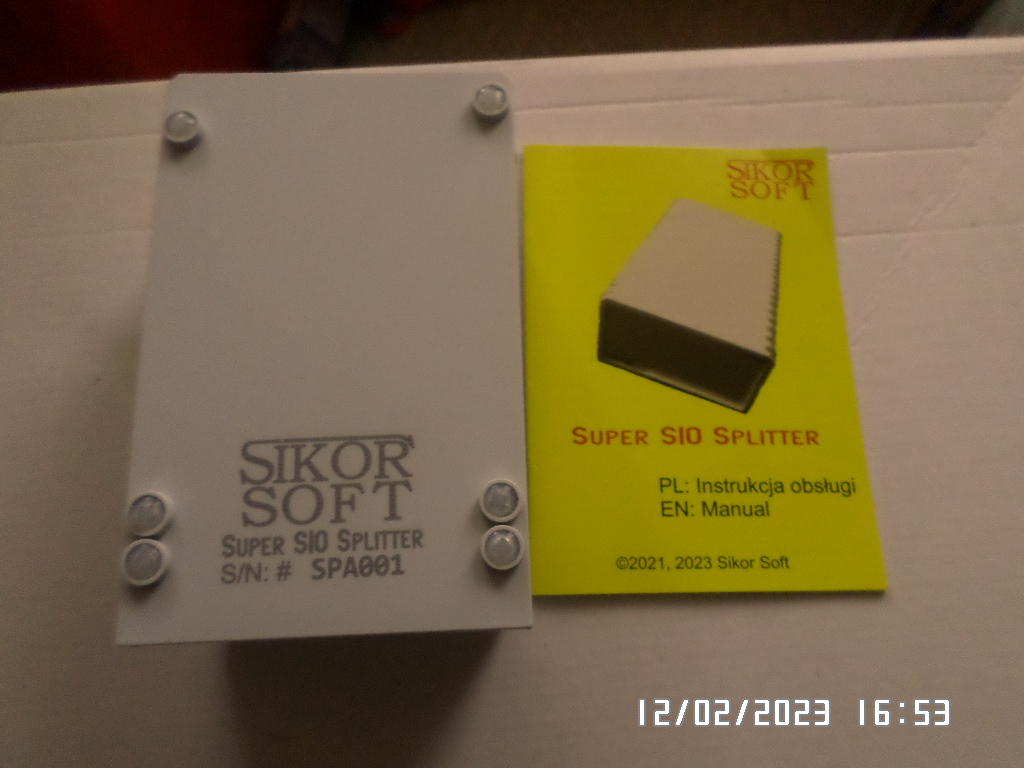 SIKOR
SOFT
SUPER SIO SPLITTER
S/N: # SPA001
SIKOR
SOFT
SUPER SIO SPLITTER
PL: Instrukcja obsługi
EN: Manual
©2021, 2023 Sikor Soft
12/02/2023 16:53